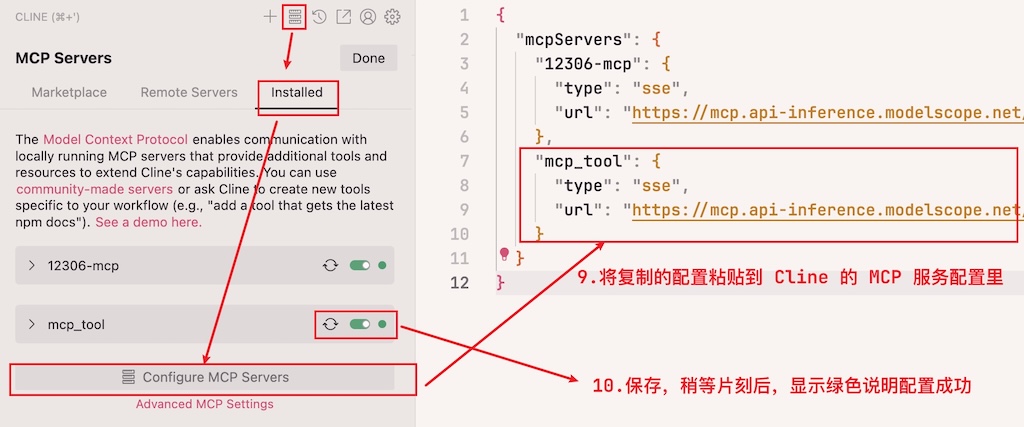 CLINE (⌘+')
MCP Servers
Done
Marketplace
Remote Servers
Installed
The Model Context Protocol enables communication with
locally running MCP servers that provide additional tools and
resources to extend Cline's capabilities. You can use
community-made servers or ask Cline to create new tools
specific to your workflow (e.g., "add a tool that gets the latest
npm docs"). See a demo here.
12306-mcp
mcp_tool
Configure MCP Servers
Advanced MCP Settings
1 {
2 "mcpServers": {
3 "12306-mcp": {
4 "type": "sse",
5 "url": "https://mcp.api-inference.modelscope.net/
6 },
7 "mcp_tool": {
8 "type": "sse",
9 "url": "https://mcp.api-inference.modelscope.net/
10 }
11 }
12 }
9.将复制的配置粘贴到 Cline 的 MCP 服务配置里
10.保存，稍等片刻后，显示绿色说明配置成功